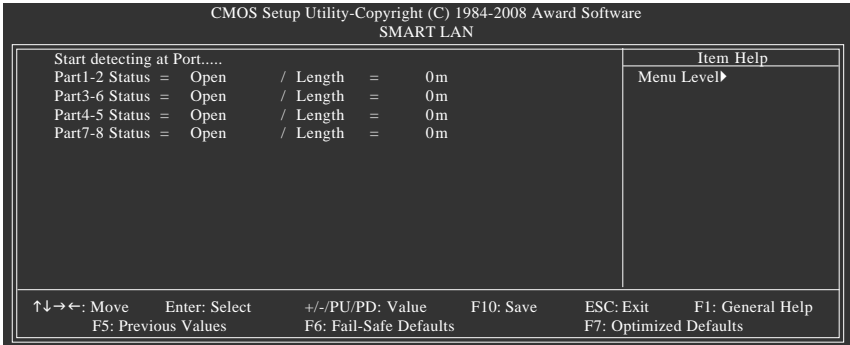 CMOS Setup Utility-Copyright (C) 1984-2008 Award Software
SMART LAN
Start detecting at Port.....
Part1-2 Status = Open / Length = 0m
Part3-6 Status = Open / Length = 0m
Part4-5 Status = Open / Length = 0m
Part7-8 Status = Open / Length = 0m
Item Help
Menu Level▶
↑↓→←: Move Enter: Select +/-/PU/PD: Value F10: Save ESC: Exit F1: General Help
F5: Previous Values F6: Fail-Safe Defaults F7: Optimized Defaults